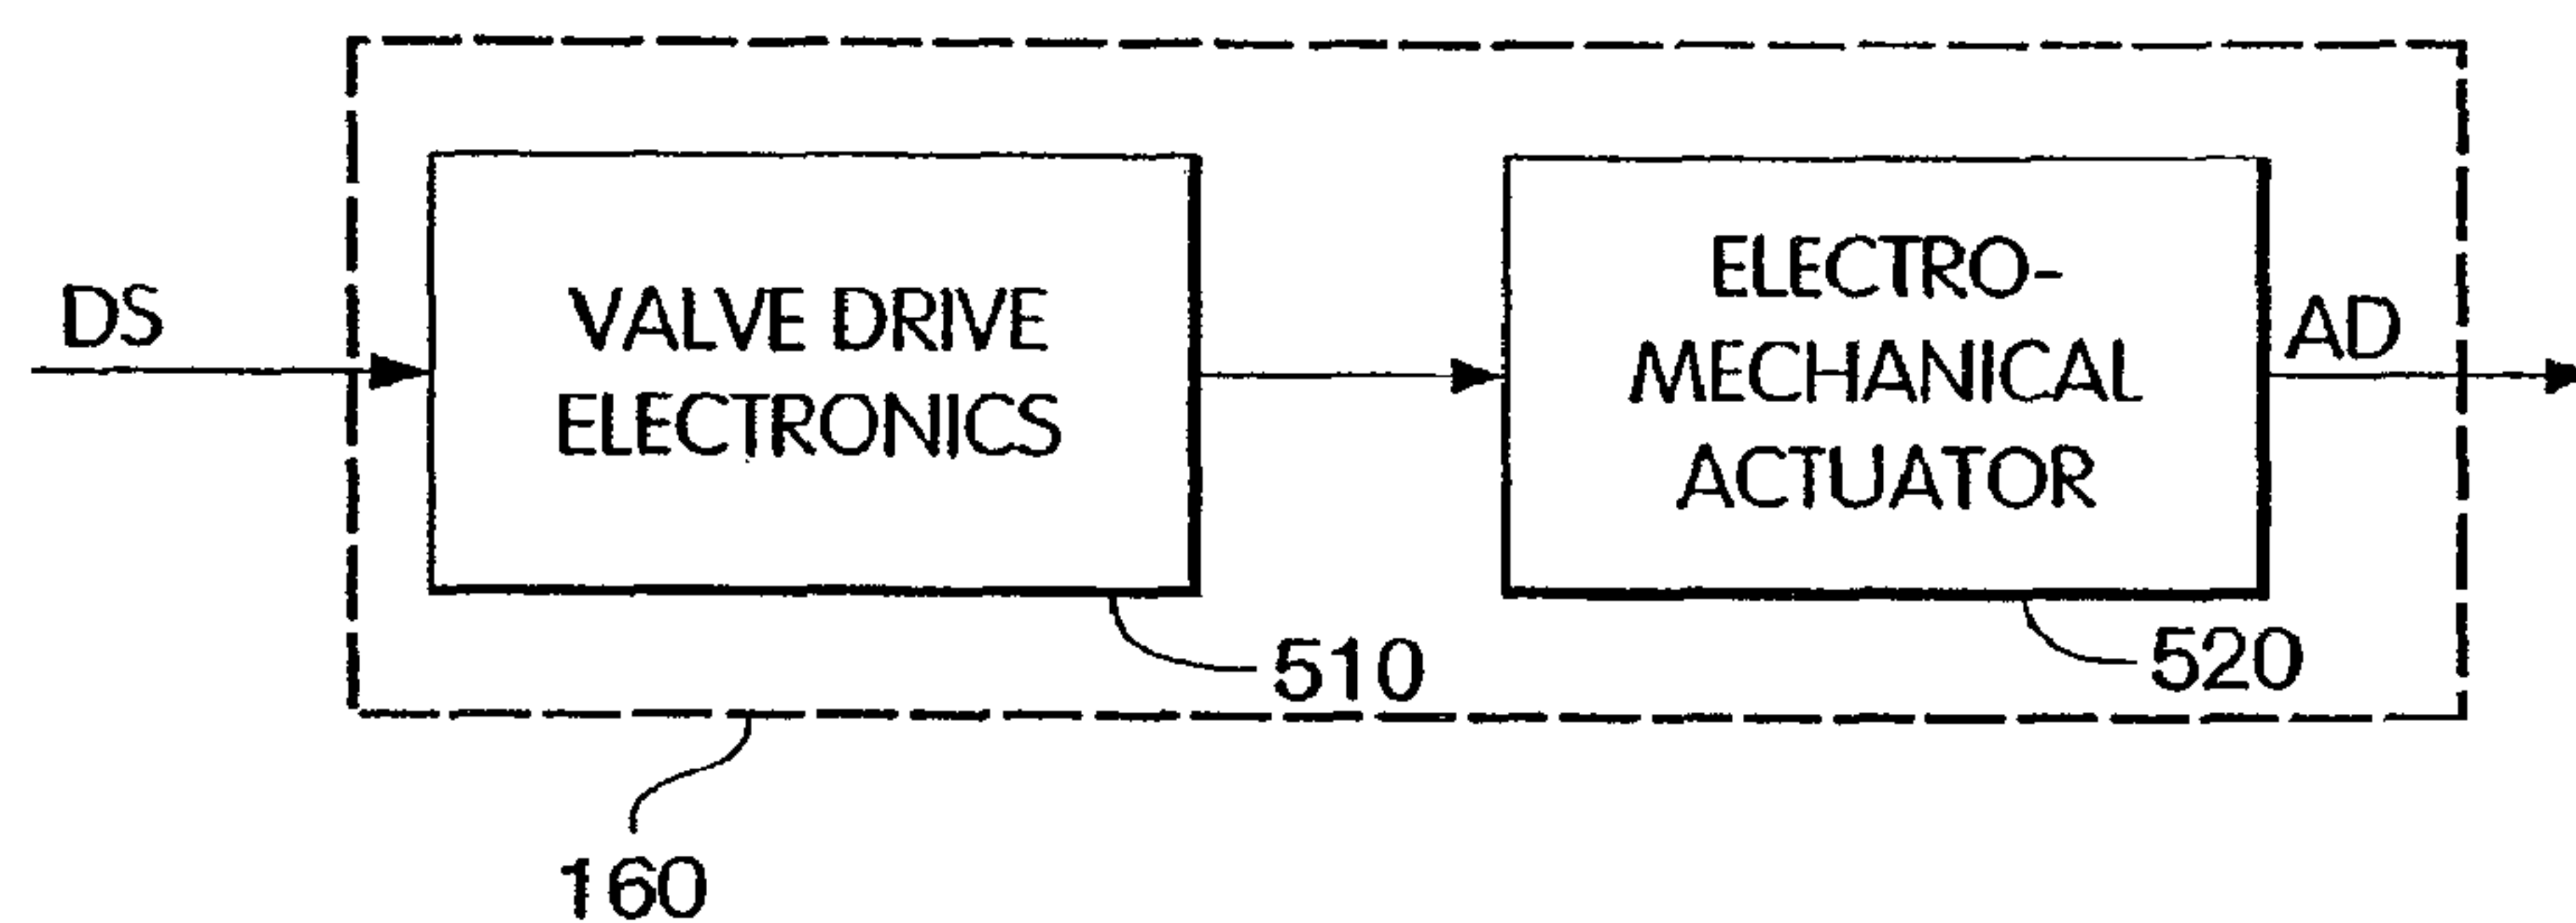 DS
VALVE DRIVE
ELECTRONICS
ELECTRO-
MECHANICAL
ACTUATOR
AD
510
520
160